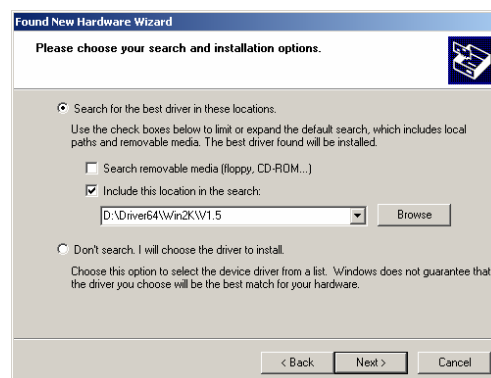 Found New Hardware Wizard
Please choose your search and installation options.
Search for the best driver in these locations.
Use the check boxes below to limit or expand the default search, which includes local
paths and removable media. The best driver found will be installed.
Search removable media (floppy, CD-ROM...)
Include this location in the search:
D:\Driver64\Win2K\V1.5
Browse
Don't search. I will choose the driver to install.
Choose this option to select the device driver from a list. Windows does not guarantee that
the driver you choose will be the best match for your hardware.
< Back
Next >
Cancel